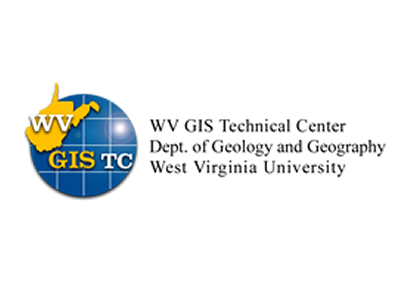 WV
GIS TC
WV GIS Technical Center
Dept. of Geology and Geography
West Virginia University